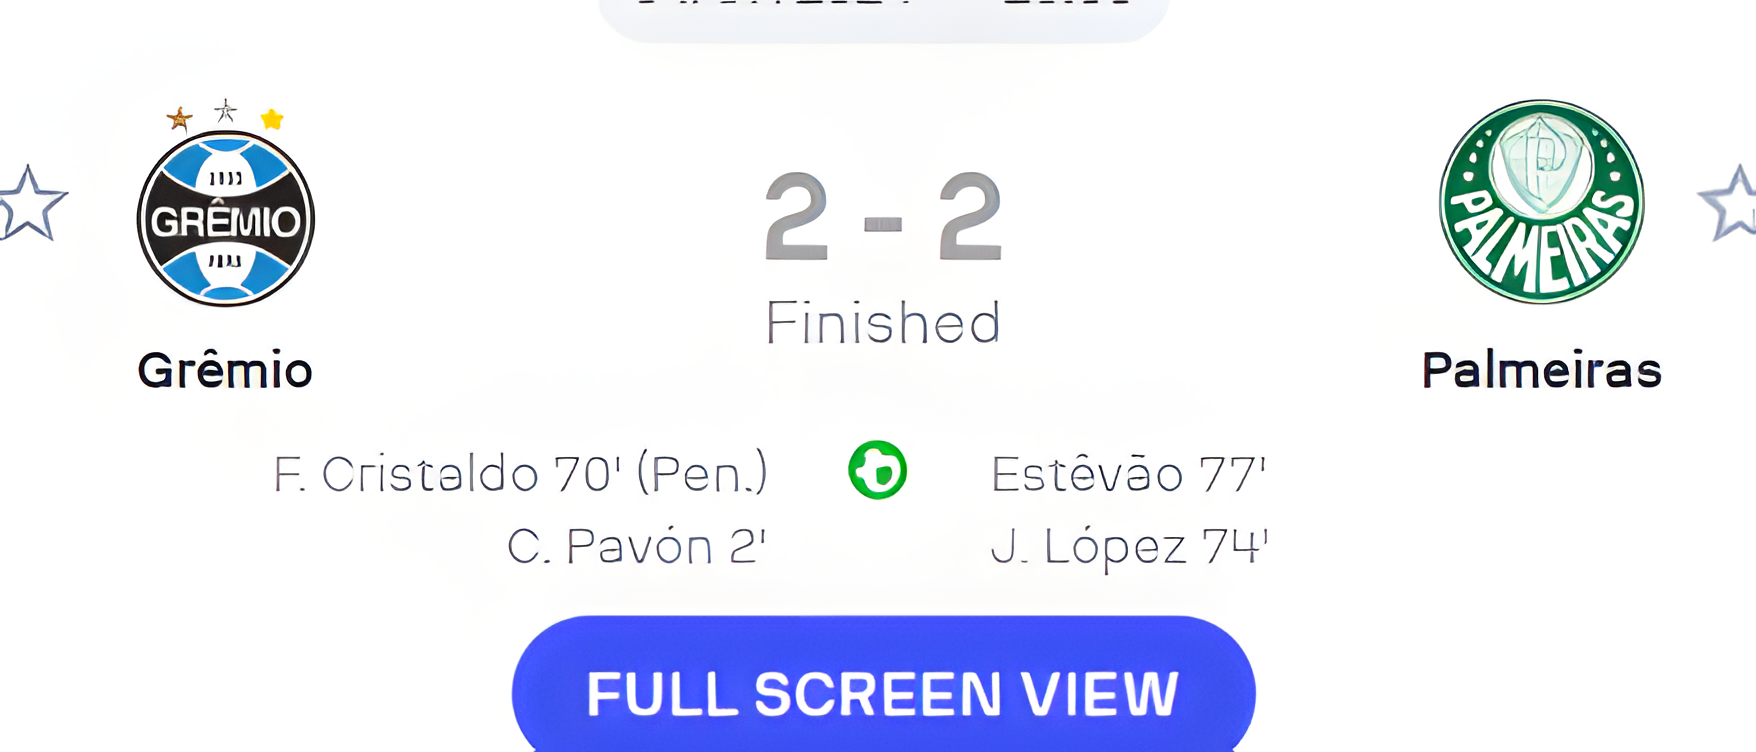 GRÊMIO
PALMEIRAS
2 - 2
Finished
Grêmio
Palmeiras
F. Cristaldo 70' (Pen.)
Estêvão 77'
C. Pavón 2'
J. López 74'
FULL SCREEN VIEW